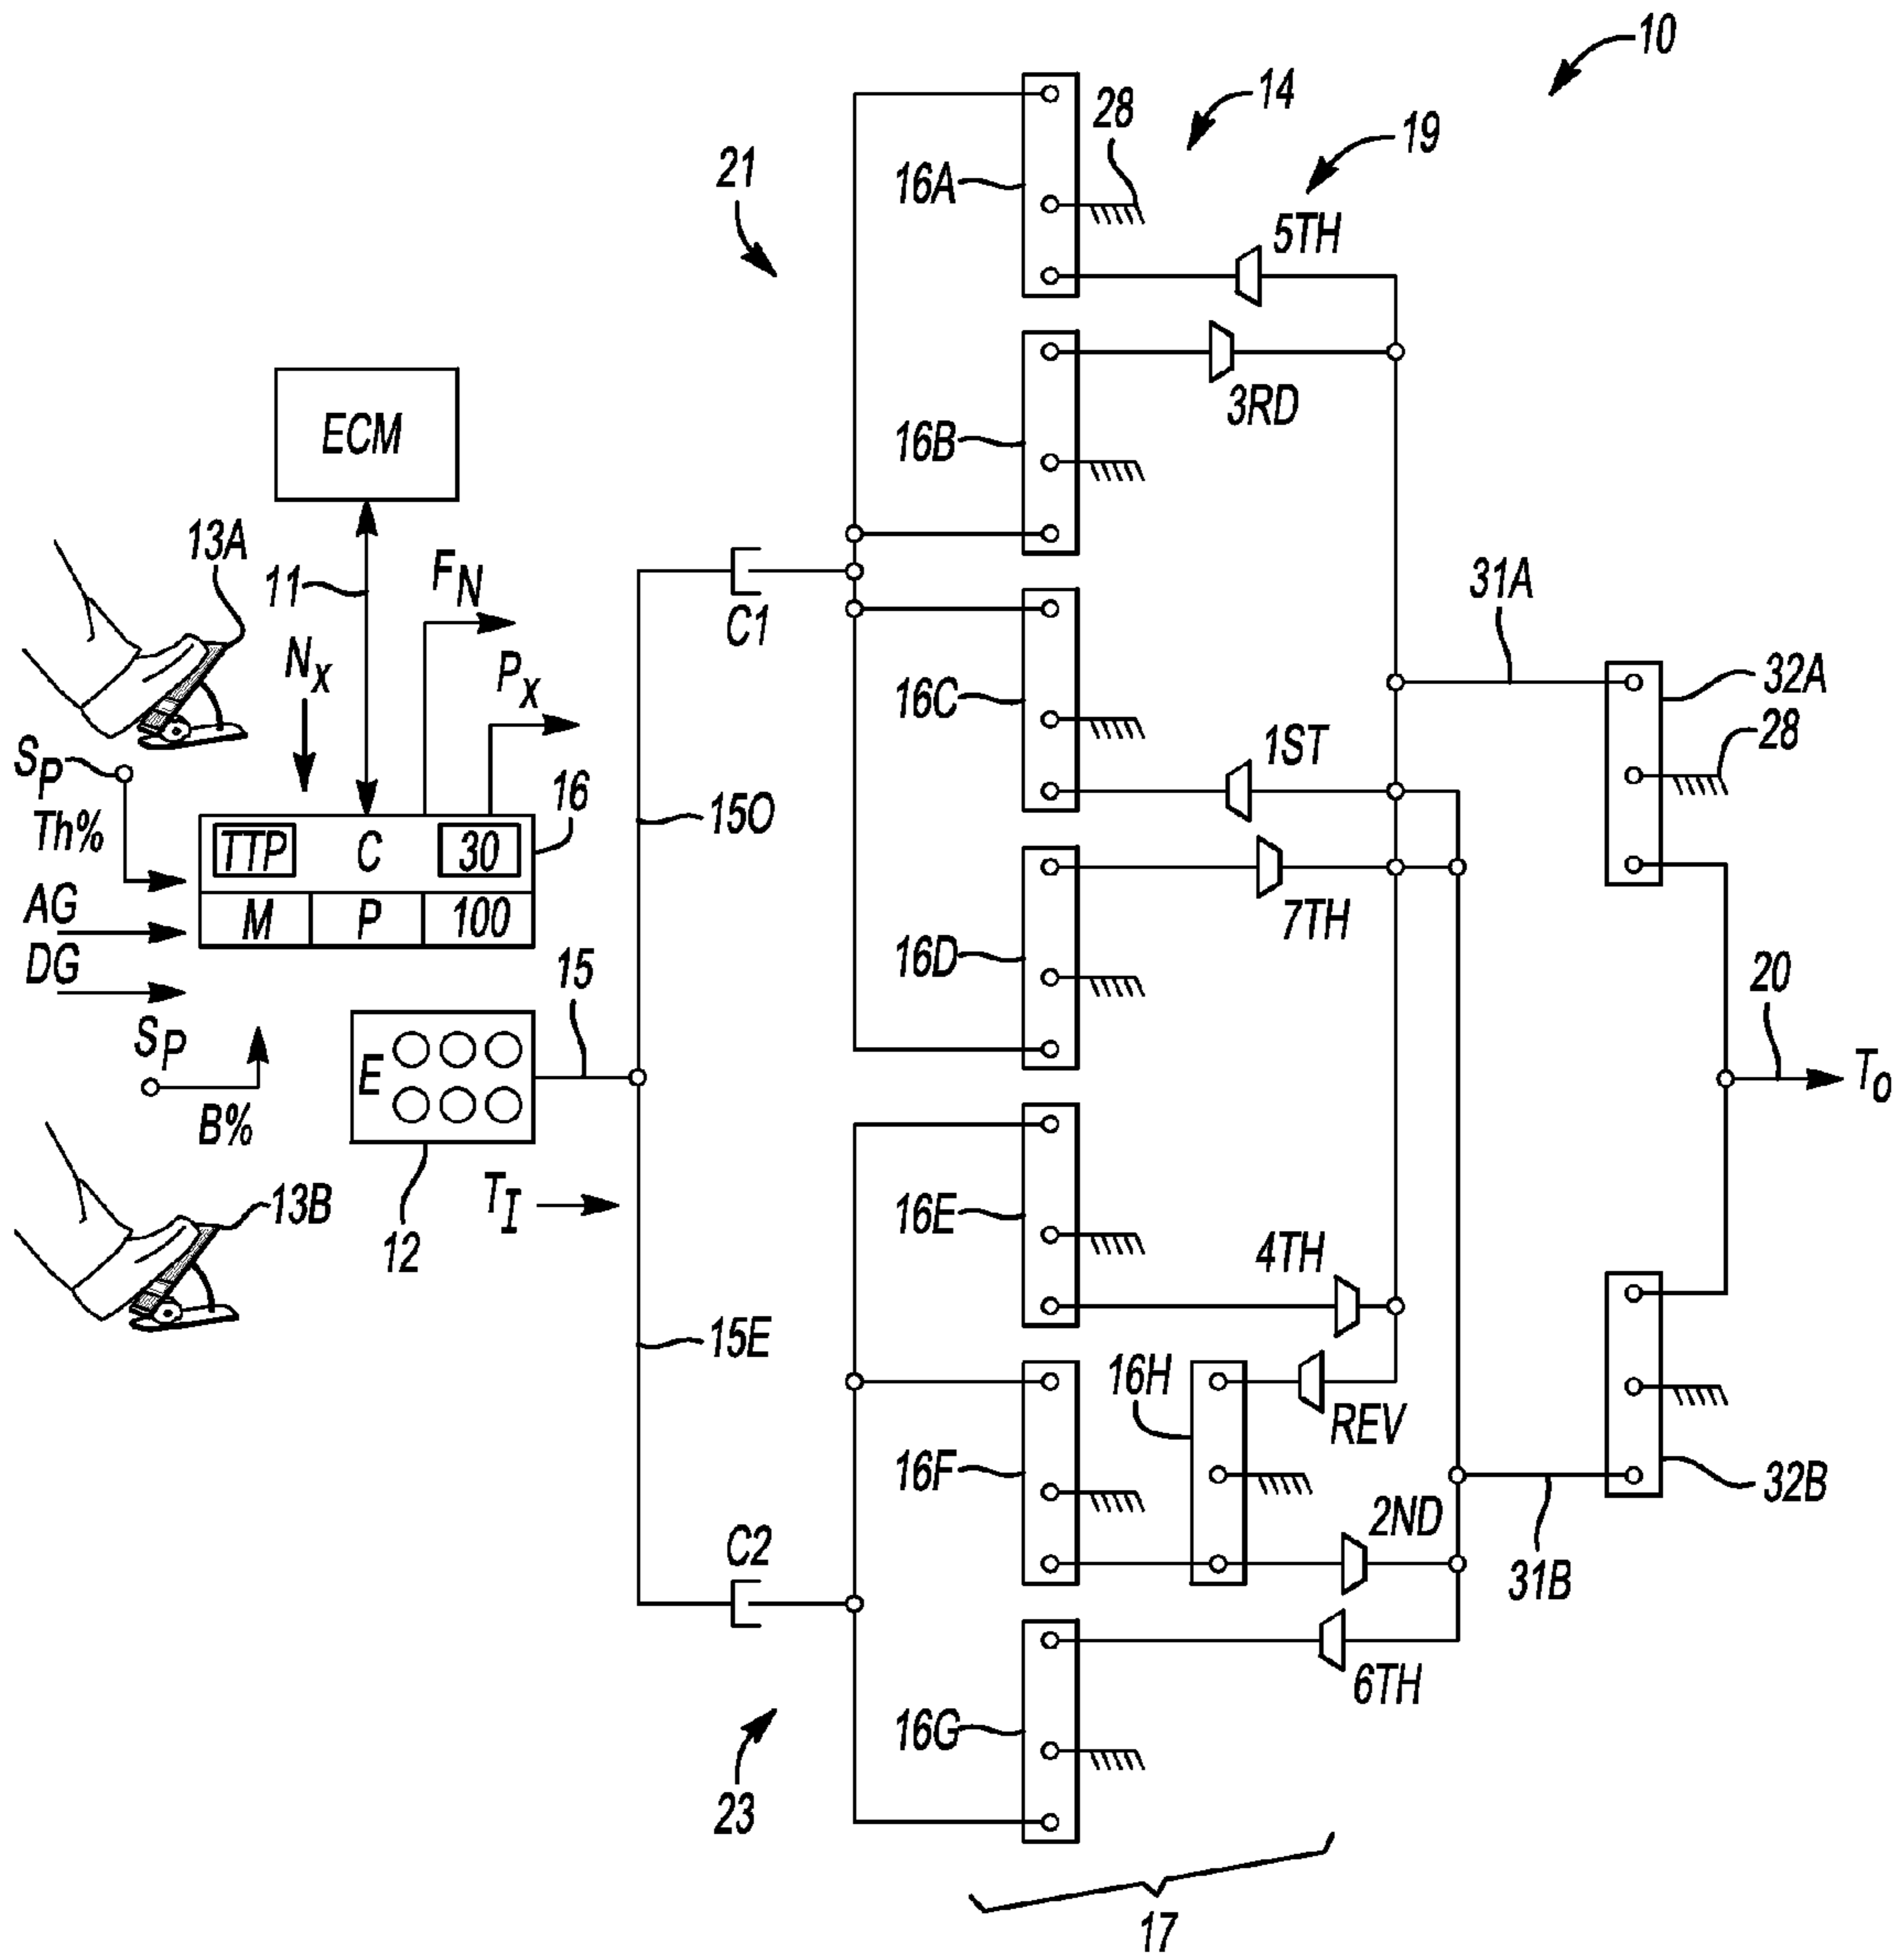 10
14
28
19
21
16A
5TH
ECM
16B
3RD
13A
11
FN
C1
31A
NX
PX
16C
32A
SP
1ST
28
Th%
TTP C 30
16
15O
AG
M P 100
7TH
DG
15
16D
20
SP
E
TO
B%
TI
16E
13B
12
4TH
15E
16H
REV
16F
32B
C2
2ND
31B
6TH
16G
23
17